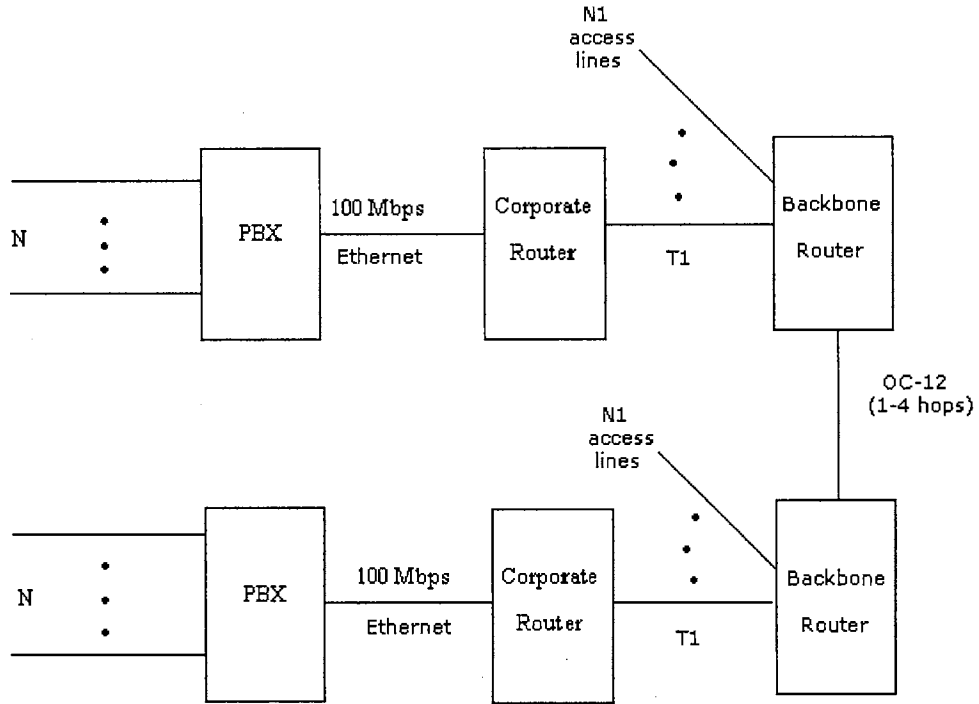 N1
access
lines
N
PBX
100 Mbps
Ethernet
Corporate
Router
T1
Backbone
Router
OC-12
(1-4 hops)
N1
access
lines
N
PBX
100 Mbps
Ethernet
Corporate
Router
T1
Backbone
Router